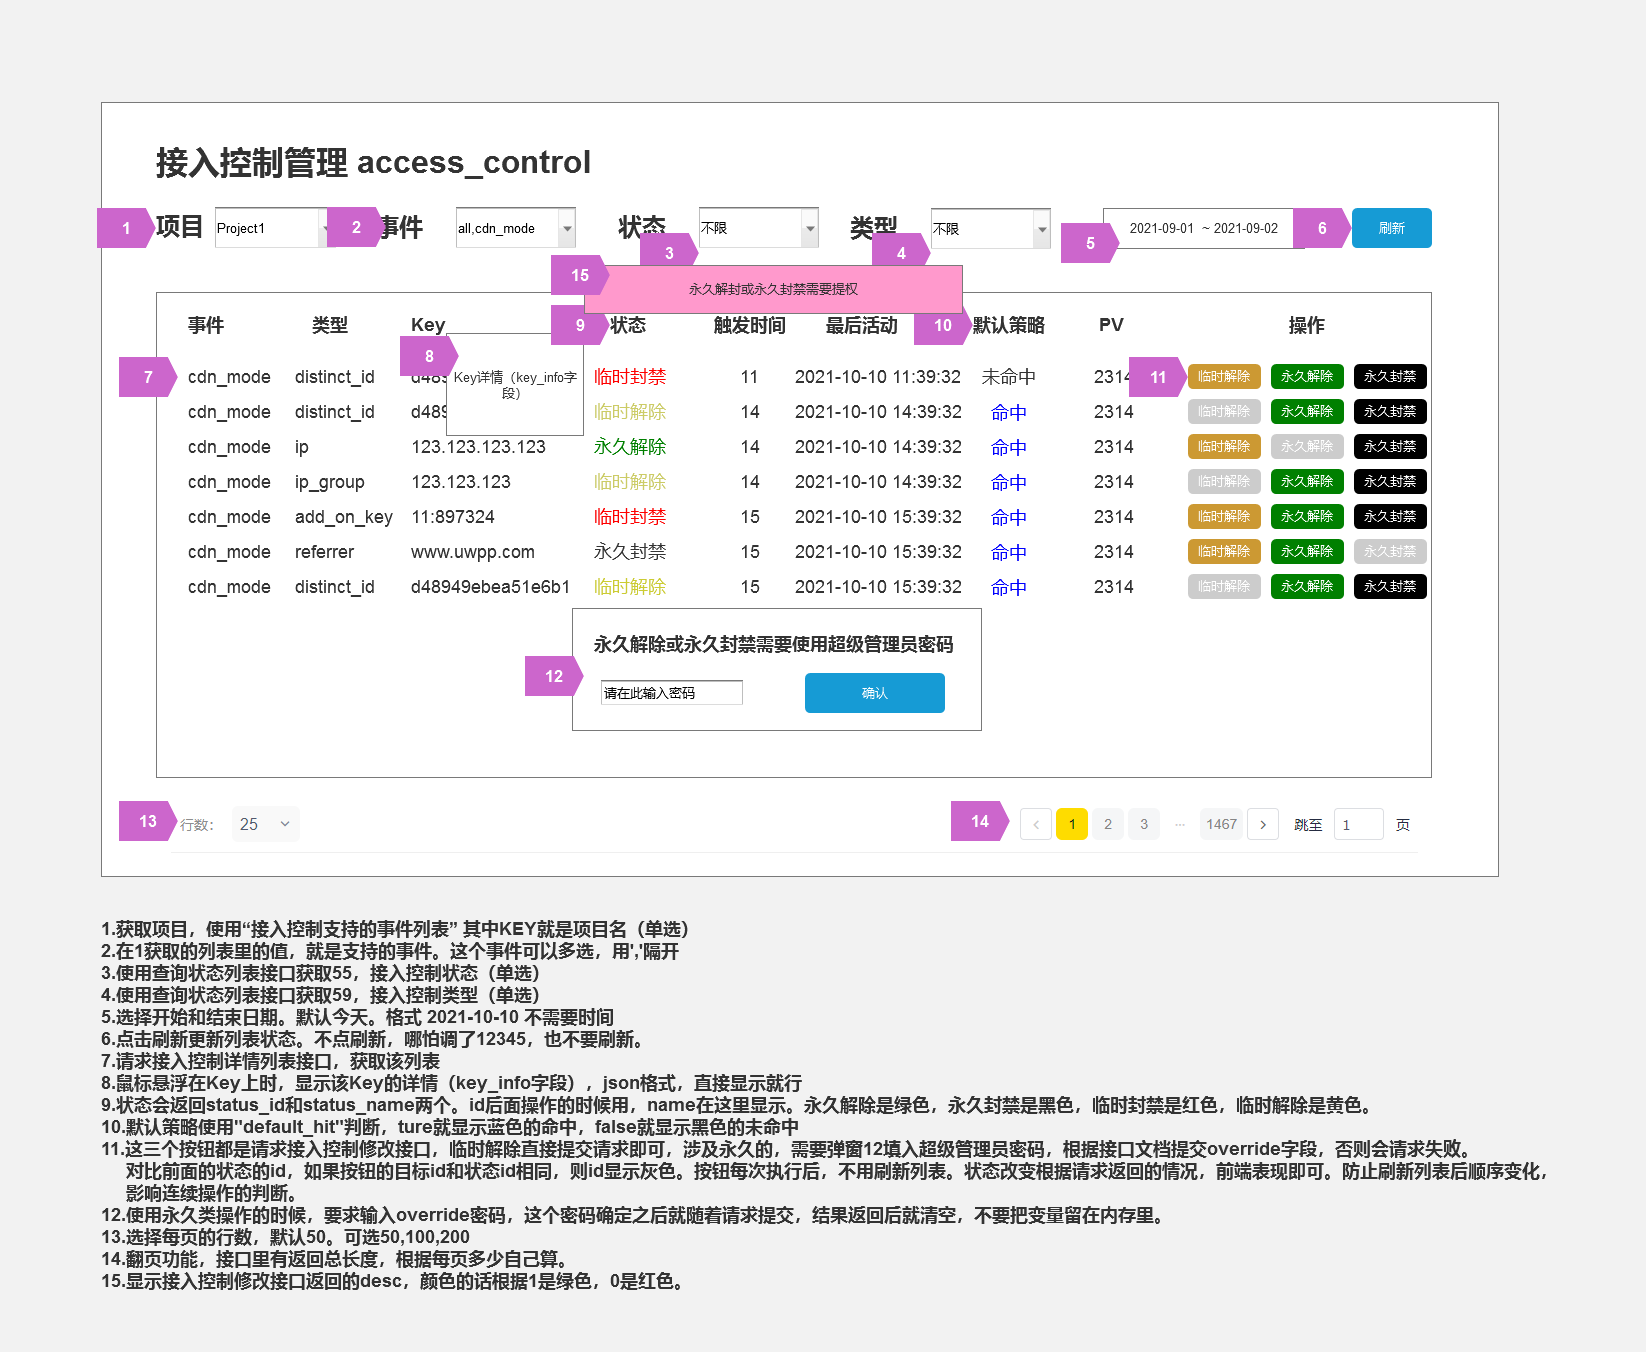 接入控制管理 access_control
1 项目 Project1 2 事件 all,cdn_mode 状态 不限 类型 不限 2021-09-01 ~ 2021-09-02 6 刷新
3 4 5
15 永久解封或永久封禁需要提权
事件 类型 Key 9 状态 触发时间 最后活动 10 默认策略 PV 操作
8 Key详情（key_info字段）
7 cdn_mode distinct_id d489 临时封禁 11 2021-10-10 11:39:32 未命中 2314 11 临时解除 永久解除 永久封禁
cdn_mode distinct_id d489 临时解除 14 2021-10-10 14:39:32 命中 2314 临时解除 永久解除 永久封禁
cdn_mode ip 123.123.123.123 永久解除 14 2021-10-10 14:39:32 命中 2314 临时解除 永久解除 永久封禁
cdn_mode ip_group 123.123.123 临时解除 14 2021-10-10 14:39:32 命中 2314 临时解除 永久解除 永久封禁
cdn_mode add_on_key 11:897324 临时封禁 15 2021-10-10 15:39:32 命中 2314 临时解除 永久解除 永久封禁
cdn_mode referrer www.uwpp.com 永久封禁 15 2021-10-10 15:39:32 命中 2314 临时解除 永久解除 永久封禁
cdn_mode distinct_id d48949ebea51e6b1 临时解除 15 2021-10-10 15:39:32 命中 2314 临时解除 永久解除 永久封禁
永久解除或永久封禁需要使用超级管理员密码
12 请在此输入密码 确认
13 行数： 25 14 1 2 3 ··· 1467 跳至 1 页
1.获取项目，使用“接入控制支持的事件列表” 其中KEY就是项目名（单选）
2.在1获取的列表里的值，就是支持的事件。这个事件可以多选，用','隔开
3.使用查询状态列表接口获取55，接入控制状态（单选）
4.使用查询状态列表接口获取59，接入控制类型（单选）
5.选择开始和结束日期。默认今天。格式 2021-10-10 不需要时间
6.点击刷新更新列表状态。不点刷新，哪怕调了12345，也不要刷新。
7.请求接入控制详情列表接口，获取该列表
8.鼠标悬浮在Key上时，显示该Key的详情（key_info字段），json格式，直接显示就行
9.状态会返回status_id和status_name两个。id后面操作的时候用，name在这里显示。永久解除是绿色，永久封禁是黑色，临时封禁是红色，临时解除是黄色。
10.默认策略使用"default_hit"判断，ture就显示蓝色的命中，false就显示黑色的未命中
11.这三个按钮都是请求接入控制修改接口，临时解除直接提交请求即可，涉及永久的，需要弹窗12填入超级管理员密码，根据接口文档提交override字段，否则会请求失败。
对比前面的状态的id，如果按钮的目标id和状态id相同，则id显示灰色。按钮每次执行后，不用刷新列表。状态改变根据请求返回的情况，前端表现即可。防止刷新列表后顺序变化，
影响连续操作的判断。
12.使用永久类操作的时候，要求输入override密码，这个密码确定之后就随着请求提交，结果返回后就清空，不要把变量留在内存里。
13.选择每页的行数，默认50。可选50,100,200
14.翻页功能，接口里有返回总长度，根据每页多少自己算。
15.显示接入控制修改接口返回的desc，颜色的话根据1是绿色，0是红色。